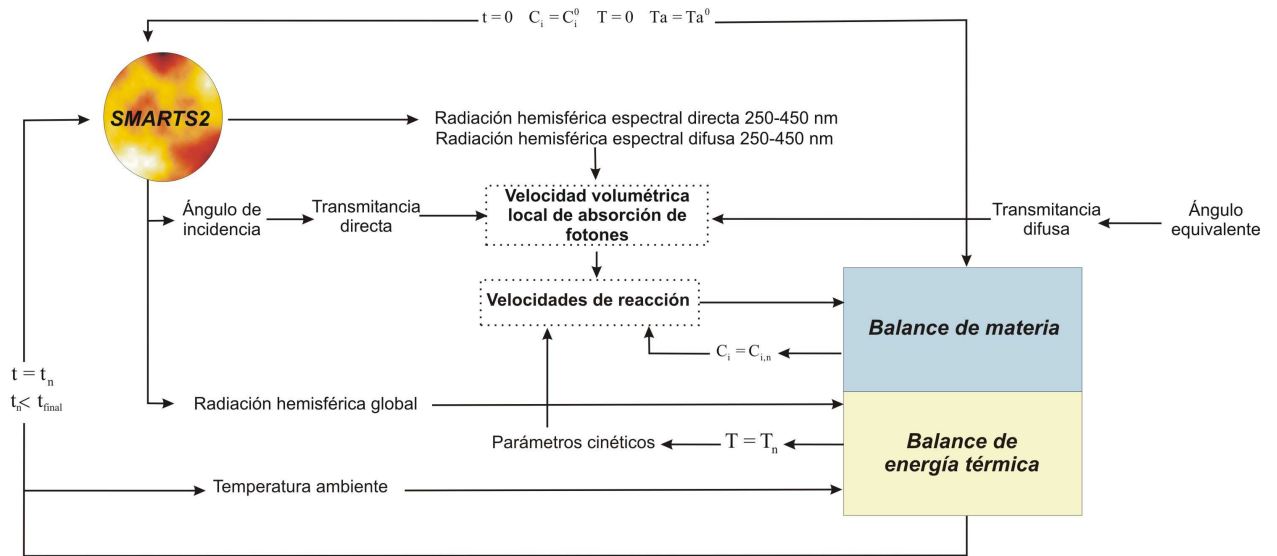 t = 0 C_i = C_i^0 T = 0 Ta = Ta^0
SMARTS2
Radiación hemisférica espectral directa 250-450 nm
Radiación hemisférica espectral difusa 250-450 nm
Velocidad volumétrica
local de absorción de
fotones
Ángulo de
incidencia
Transmitancia
directa
Transmitancia
difusa
Ángulo
equivalente
Velocidades de reacción
Balance de materia
C_i = C_i,n
t = t_n
t_n < t_final
Radiación hemisférica global
Parámetros cinéticos
T = T_n
Balance de
energía térmica
Temperatura ambiente